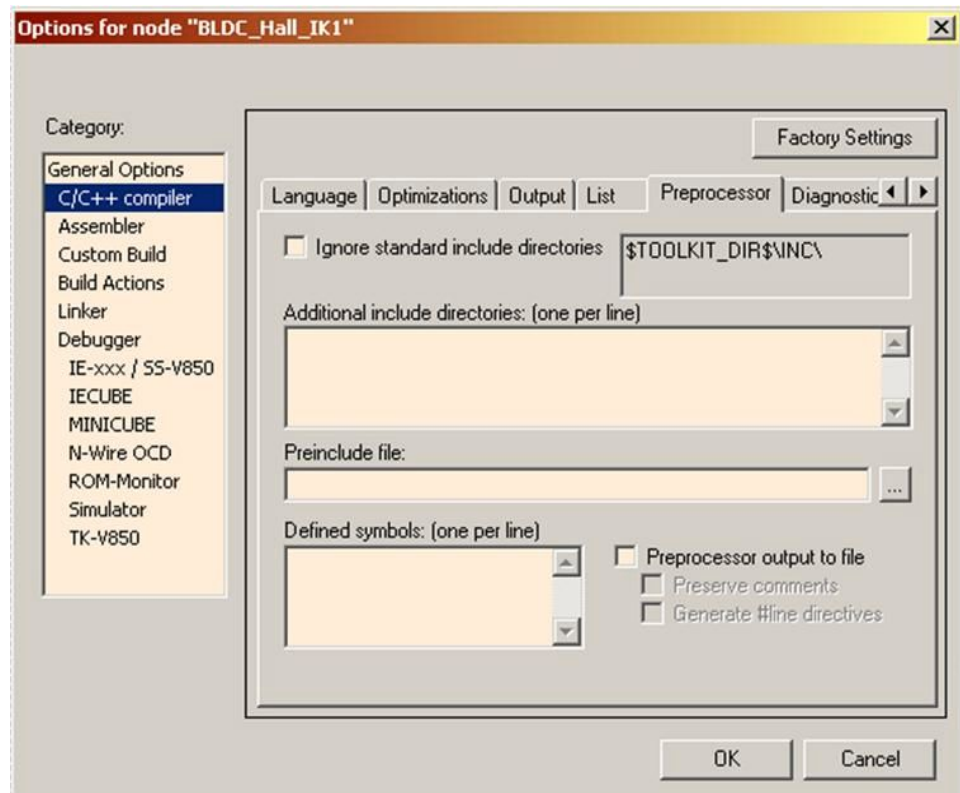 Options for node "BLDC_Hall_IK1"
Category:
General Options
C/C++ compiler
Assembler
Custom Build
Build Actions
Linker
Debugger
IE-xxx / SS-V850
IECUBE
MINICUBE
N-Wire OCD
ROM-Monitor
Simulator
TK-V850
Factory Settings
Language Optimizations Output List Preprocessor Diagnostic
Ignore standard include directories $TOOLKIT_DIR$\INC\
Additional include directories: (one per line)
Preinclude file:
...
Defined symbols: (one per line)
Preprocessor output to file
Preserve comments
Generate #line directives
OK Cancel